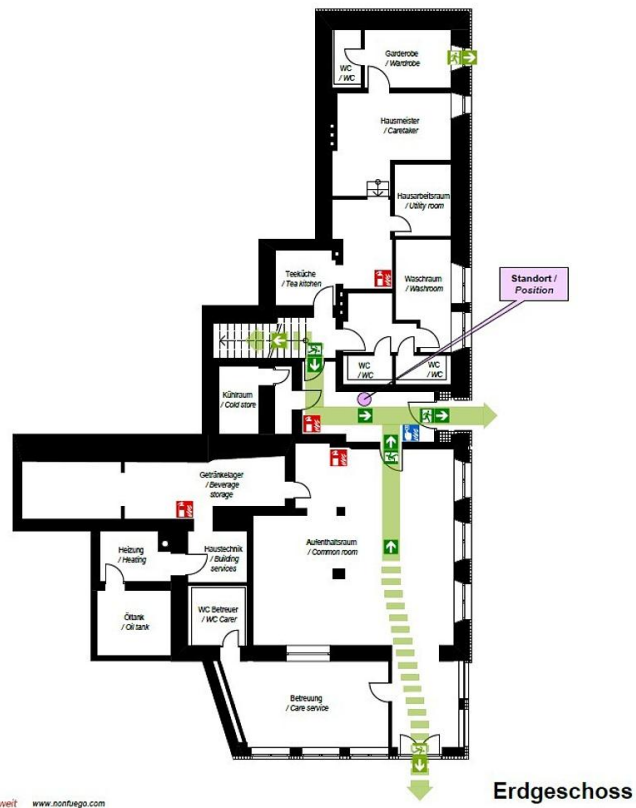 Garderobe
/ Wardrobe
WC
/ WC
Hausmeister
/ Caretaker
Hausarbeitsraum
/ Utility room
Teeküche
/ Tea kitchen
Waschraum
/ Washroom
Standort /
Position
WC
/ WC
WC
/ WC
Kühlraum
/ Cold store
Getränkelager
/ Beverage
storage
Aufenthaltsraum
/ Common room
Heizung
/ Heating
Haustechnik
/ Building
services
Öltank
/ Oil tank
WC Betreuer
/ WC Carer
Betreuung
/ Care service
Erdgeschoss
weit www.nonfuego.com